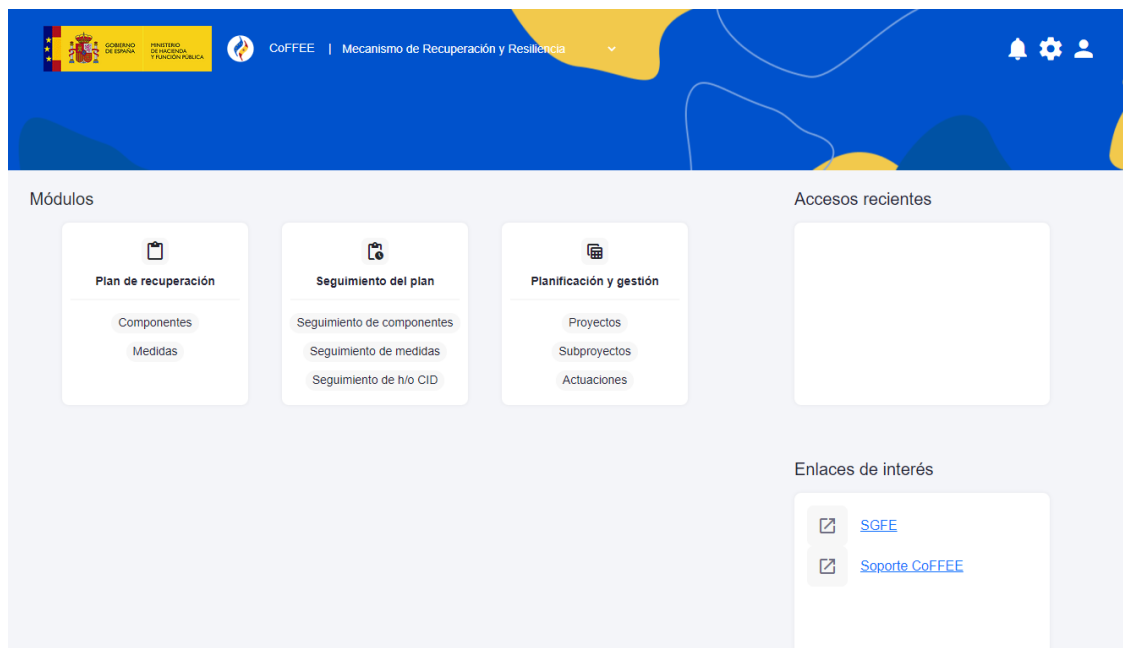 GOBIERNO
DE ESPAÑA
MINISTERIO
DE HACIENDA
Y FUNCIÓN PÚBLICA
CoFFEE | Mecanismo de Recuperación y Resiliencia
Módulos
Plan de recuperación
Componentes
Medidas
Seguimiento del plan
Seguimiento de componentes
Seguimiento de medidas
Seguimiento de h/o CID
Planificación y gestión
Proyectos
Subproyectos
Actuaciones
Accesos recientes
Enlaces de interés
SGFE
Soporte CoFFEE